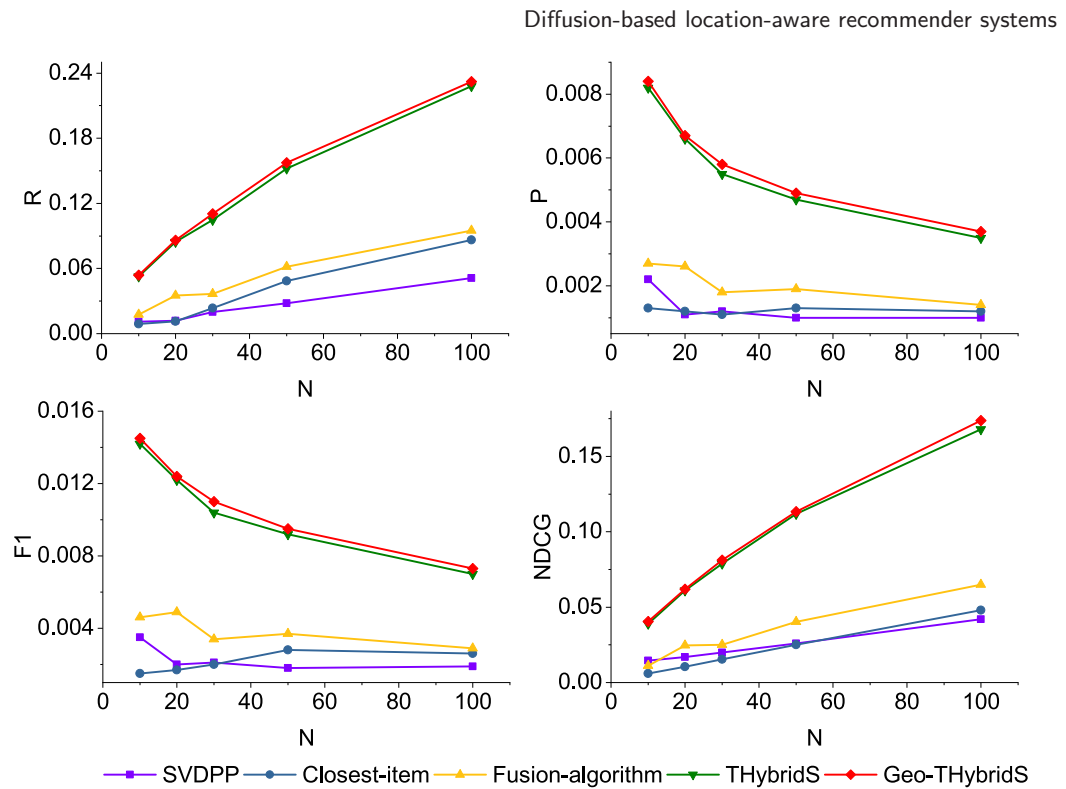 Diffusion-based location-aware recommender systems
0.24
0.18
0.12
0.06
0.00
R
0 20 40 60 80 100
N
0.008
0.006
0.004
0.002
P
0 20 40 60 80 100
N
0.016
0.012
0.008
0.004
F1
0 20 40 60 80 100
N
0.15
0.10
0.05
0.00
NDCG
0 20 40 60 80 100
N
SVDPP Closest-item Fusion-algorithm THybridS Geo-THybridS